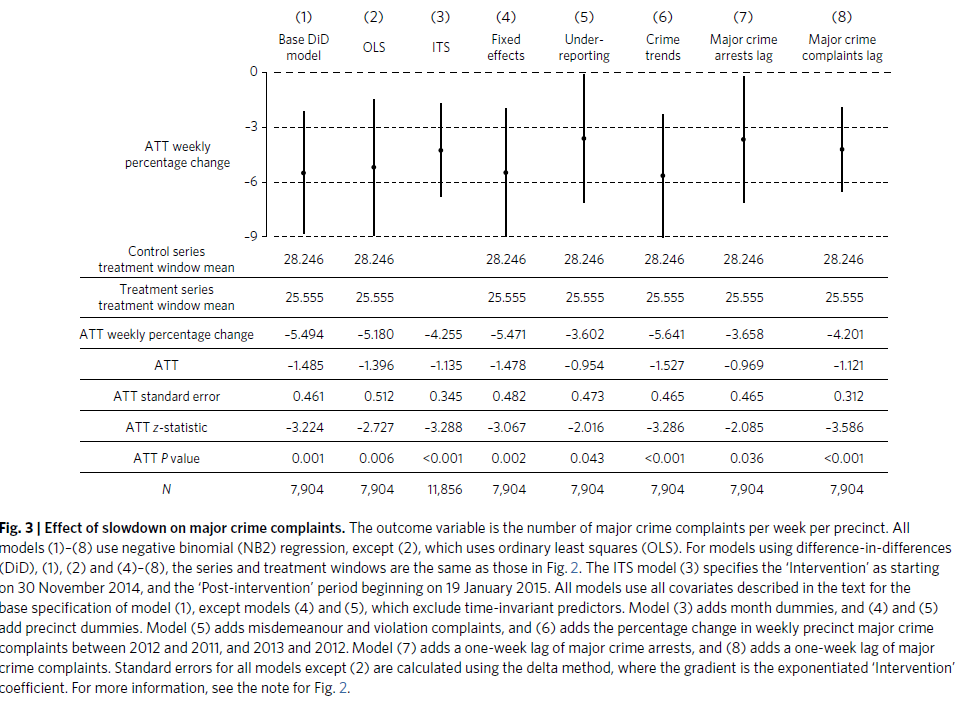 (1) (2) (3) (4) (5) (6) (7) (8)
Base DiD model OLS ITS Fixed effects Under-reporting Crime trends Major crime arrests lag Major crime complaints lag
0
–3
ATT weekly
percentage change
–6
–9
Control series
treatment window mean 28.246 28.246 28.246 28.246 28.246 28.246 28.246
Treatment series
treatment window mean 25.555 25.555 25.555 25.555 25.555 25.555 25.555
ATT weekly percentage change –5.494 –5.180 –4.255 –5.471 –3.602 –5.641 –3.658 –4.201
ATT –1.485 –1.396 –1.135 –1.478 –0.954 –1.527 –0.969 –1.121
ATT standard error 0.461 0.512 0.345 0.482 0.473 0.465 0.465 0.312
ATT z-statistic –3.224 –2.727 –3.288 –3.067 –2.016 –3.286 –2.085 –3.586
ATT P value 0.001 0.006 <0.001 0.002 0.043 <0.001 0.036 <0.001
N 7,904 7,904 11,856 7,904 7,904 7,904 7,904 7,904
Fig. 3 | Effect of slowdown on major crime complaints. The outcome variable is the number of major crime complaints per week per precinct. All
models (1)–(8) use negative binomial (NB2) regression, except (2), which uses ordinary least squares (OLS). For models using difference-in-differences
(DiD), (1), (2) and (4)–(8), the series and treatment windows are the same as those in Fig. 2. The ITS model (3) specifies the ‘Intervention’ as starting
on 30 November 2014, and the ‘Post-intervention’ period beginning on 19 January 2015. All models use all covariates described in the text for the
base specification of model (1), except models (4) and (5), which exclude time-invariant predictors. Model (3) adds month dummies, and (4) and (5)
add precinct dummies. Model (5) adds misdemeanour and violation complaints, and (6) adds the percentage change in weekly precinct major crime
complaints between 2012 and 2011, and 2013 and 2012. Model (7) adds a one-week lag of major crime arrests, and (8) adds a one-week lag of major
crime complaints. Standard errors for all models except (2) are calculated using the delta method, where the gradient is the exponentiated ‘Intervention’
coefficient. For more information, see the note for Fig. 2.